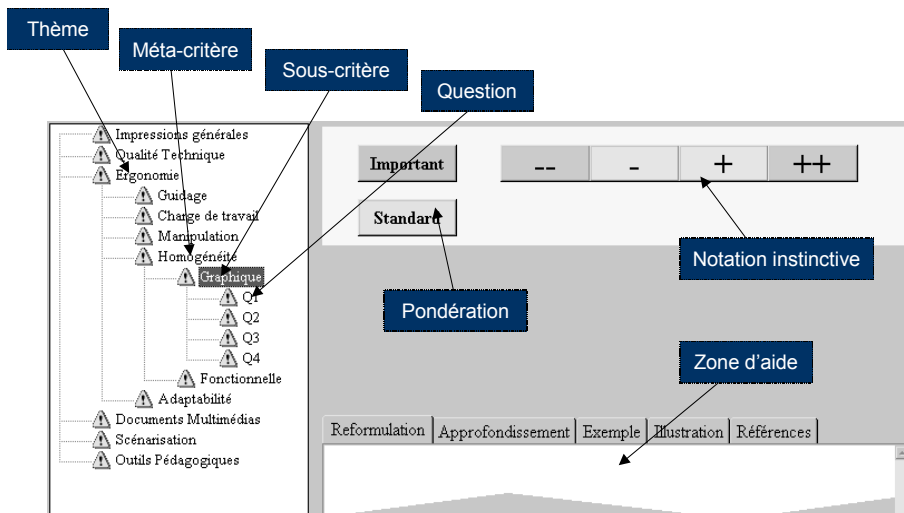 Thème
Méta-critère
Sous-critère
Question
Impressions générales
Qualité Technique
Ergonomie
Guidage
Charge de travail
Manipulation
Homogénéité
Graphique
Q1
Q2
Q3
Q4
Fonctionnelle
Adaptabilité
Documents Multimédias
Scénarisation
Outils Pédagogiques
Important
-- - + ++
Standard
Notation instinctive
Pondération
Zone d'aide
Reformulation Approfondissement Exemple Illustration Références